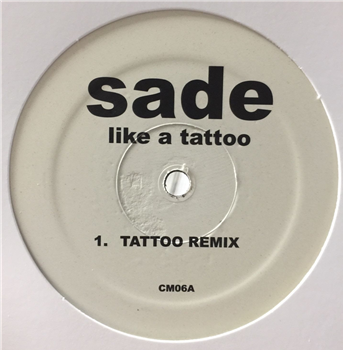 sade
like a tattoo
1. TATTOO REMIX
CM06A